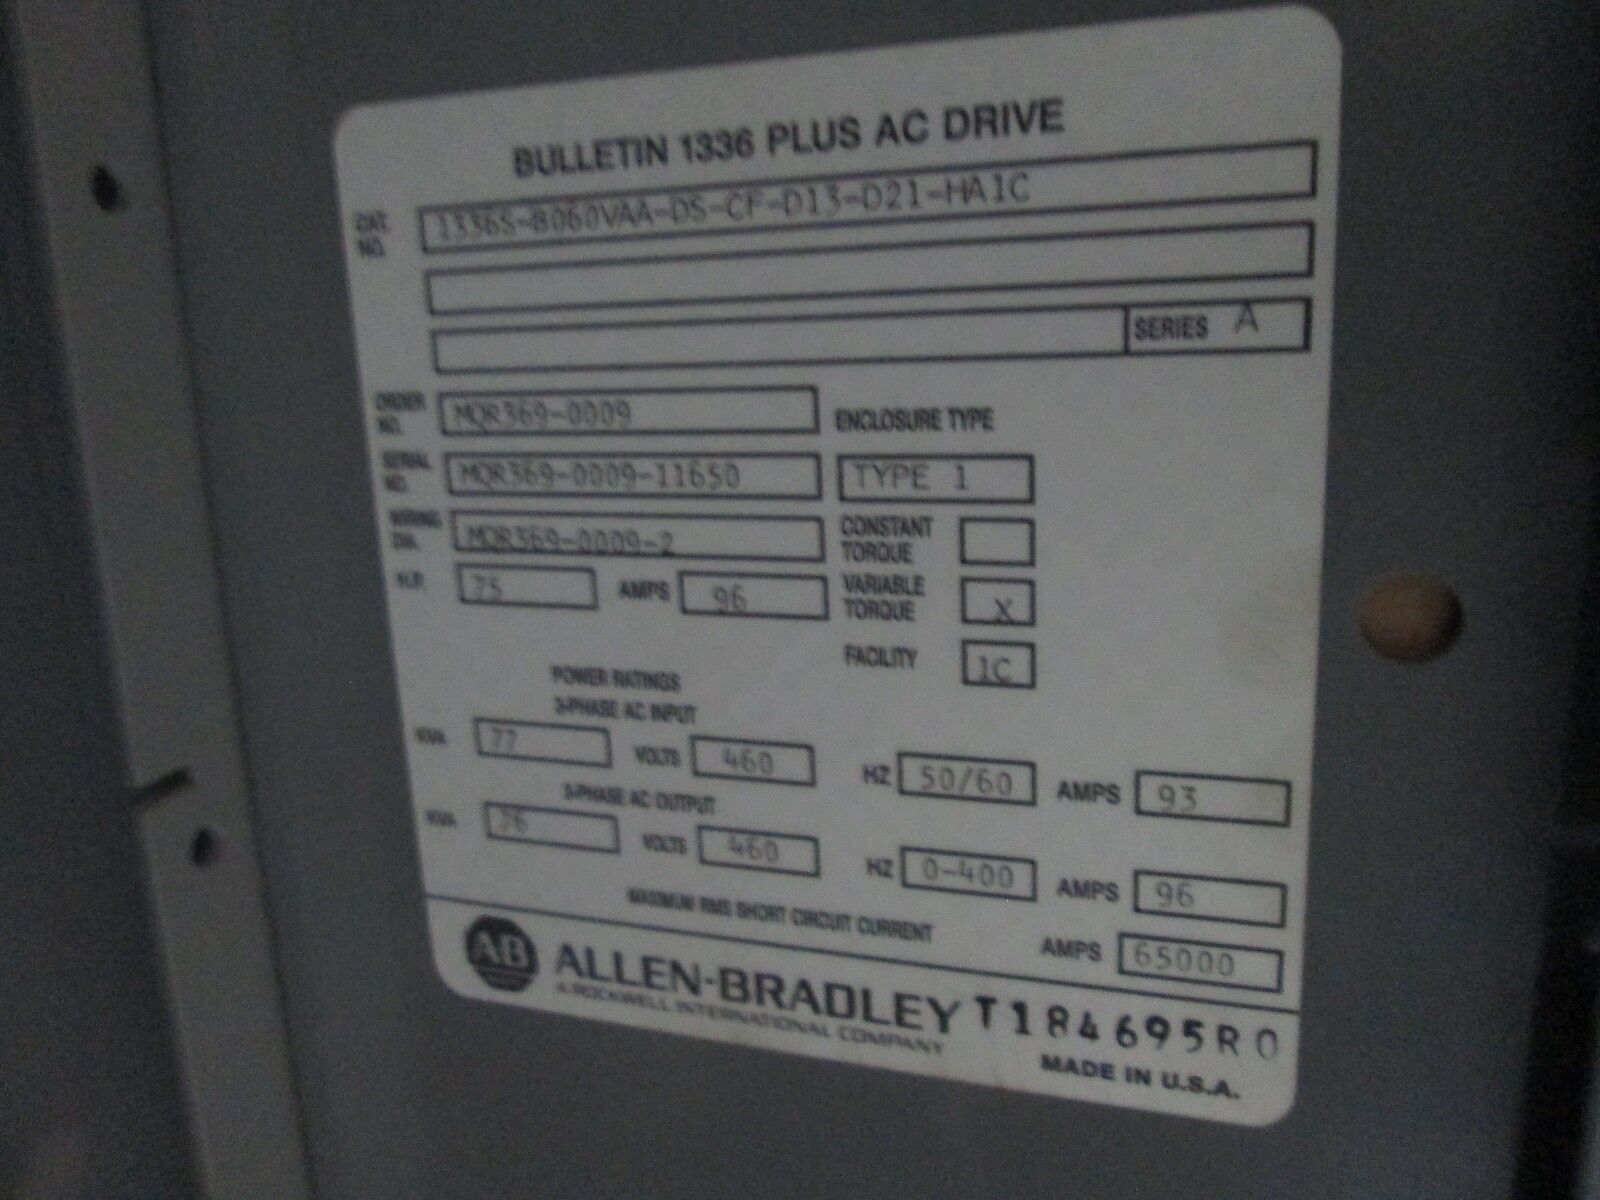 BULLETIN 1336 PLUS AC DRIVE
CAT. NO. 1336S-B060VAA-DS-CF-D13-D21-HA1C
SERIES A
ORDER NO. MQR369-0009 ENCLOSURE TYPE
SERIAL NO. MQR369-0009-11650 TYPE 1
WIRING DIA. MQR369-0009-2 CONSTANT TORQUE
H.P. 75 AMPS 96 VARIABLE TORQUE X
FACILITY 1C
POWER RATINGS
3-PHASE AC INPUT
KVA 77 VOLTS 460 HZ 50/60 AMPS 93
3-PHASE AC OUTPUT
KVA 76 VOLTS 460 HZ 0-400 AMPS 96
MAXIMUM RMS SHORT CIRCUIT CURRENT AMPS 65000
AB ALLEN-BRADLEY T184695R0
A ROCKWELL INTERNATIONAL COMPANY
MADE IN U.S.A.